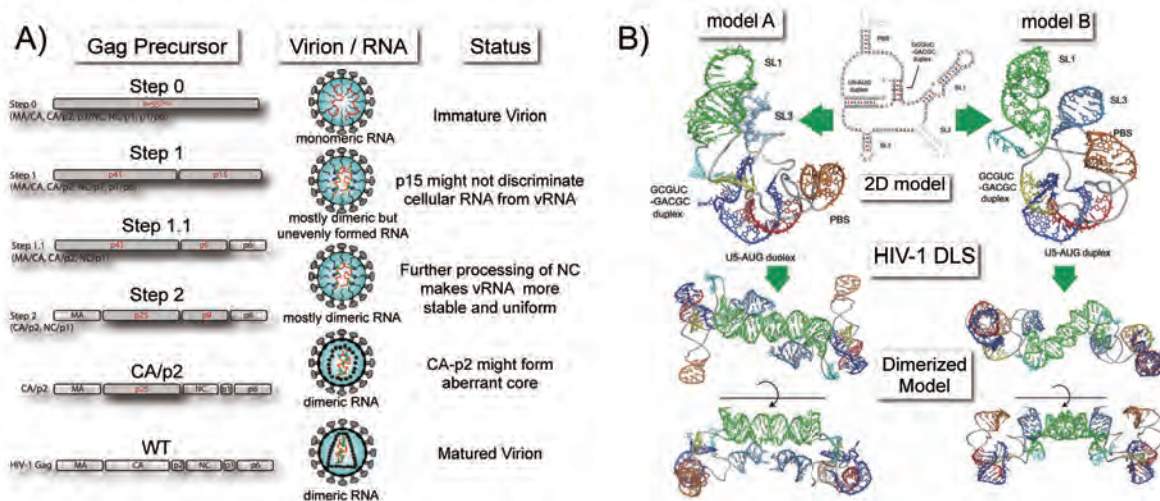 A)
Gag Precursor
Virion / RNA
Status
Step 0
Step 0
(MA/CA, CA/p2, p2/NC, NC/p1, p1/p6)
monomeric RNA
Immature Virion
Step 1
Step 1
p41
p15
(MA/CA, CA/p2, NC/p1, p1/p6)
mostly dimeric but
unevenly formed RNA
p15 might not discriminate
cellular RNA from vRNA
Step 1.1
Step 1.1
p41
p9
p6
(MA/CA, CA/p2, NC/p1)
mostly dimeric RNA
Further processing of NC
makes vRNA more
stable and uniform
Step 2
Step 2
MA
p25
p9
p6
(CA/p2, NC/p1)
CA/p2
CA/p2
MA
p25
NC
p1
p6
dimeric RNA
CA-p2 might form
aberrant core
WT
HIV-1 Gag
MA
CA
p2
NC
p1
p6
dimeric RNA
Matured Virion
B)
model A
model B
SL1
SL3
PBS
GCGUC
-GACGC
duplex
U5-AUG duplex
PBS
GCGUC
-GACGC
duplex
U5-AUG
duplex
SL1
2D model
SL1
SL3
PBS
GCGUC
-GACGC
duplex
U5-AUG duplex
HIV-1 DLS
Dimerized
Model